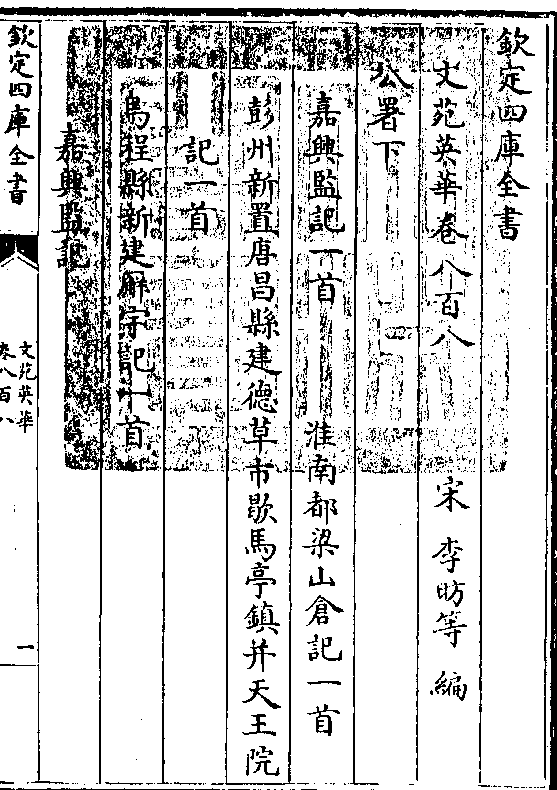 欽定四庫全書
文苑英華卷八百八
宋 李昉等 編
公署下
嘉興監記一首 淮南都梁山倉記一首
彭州新置唐昌縣建德草市歇馬亭鎮并天王院
記一首
烏程縣新建廨宇記一首
嘉興監記
欽定四庫全書
文苑英華
卷八百八
一